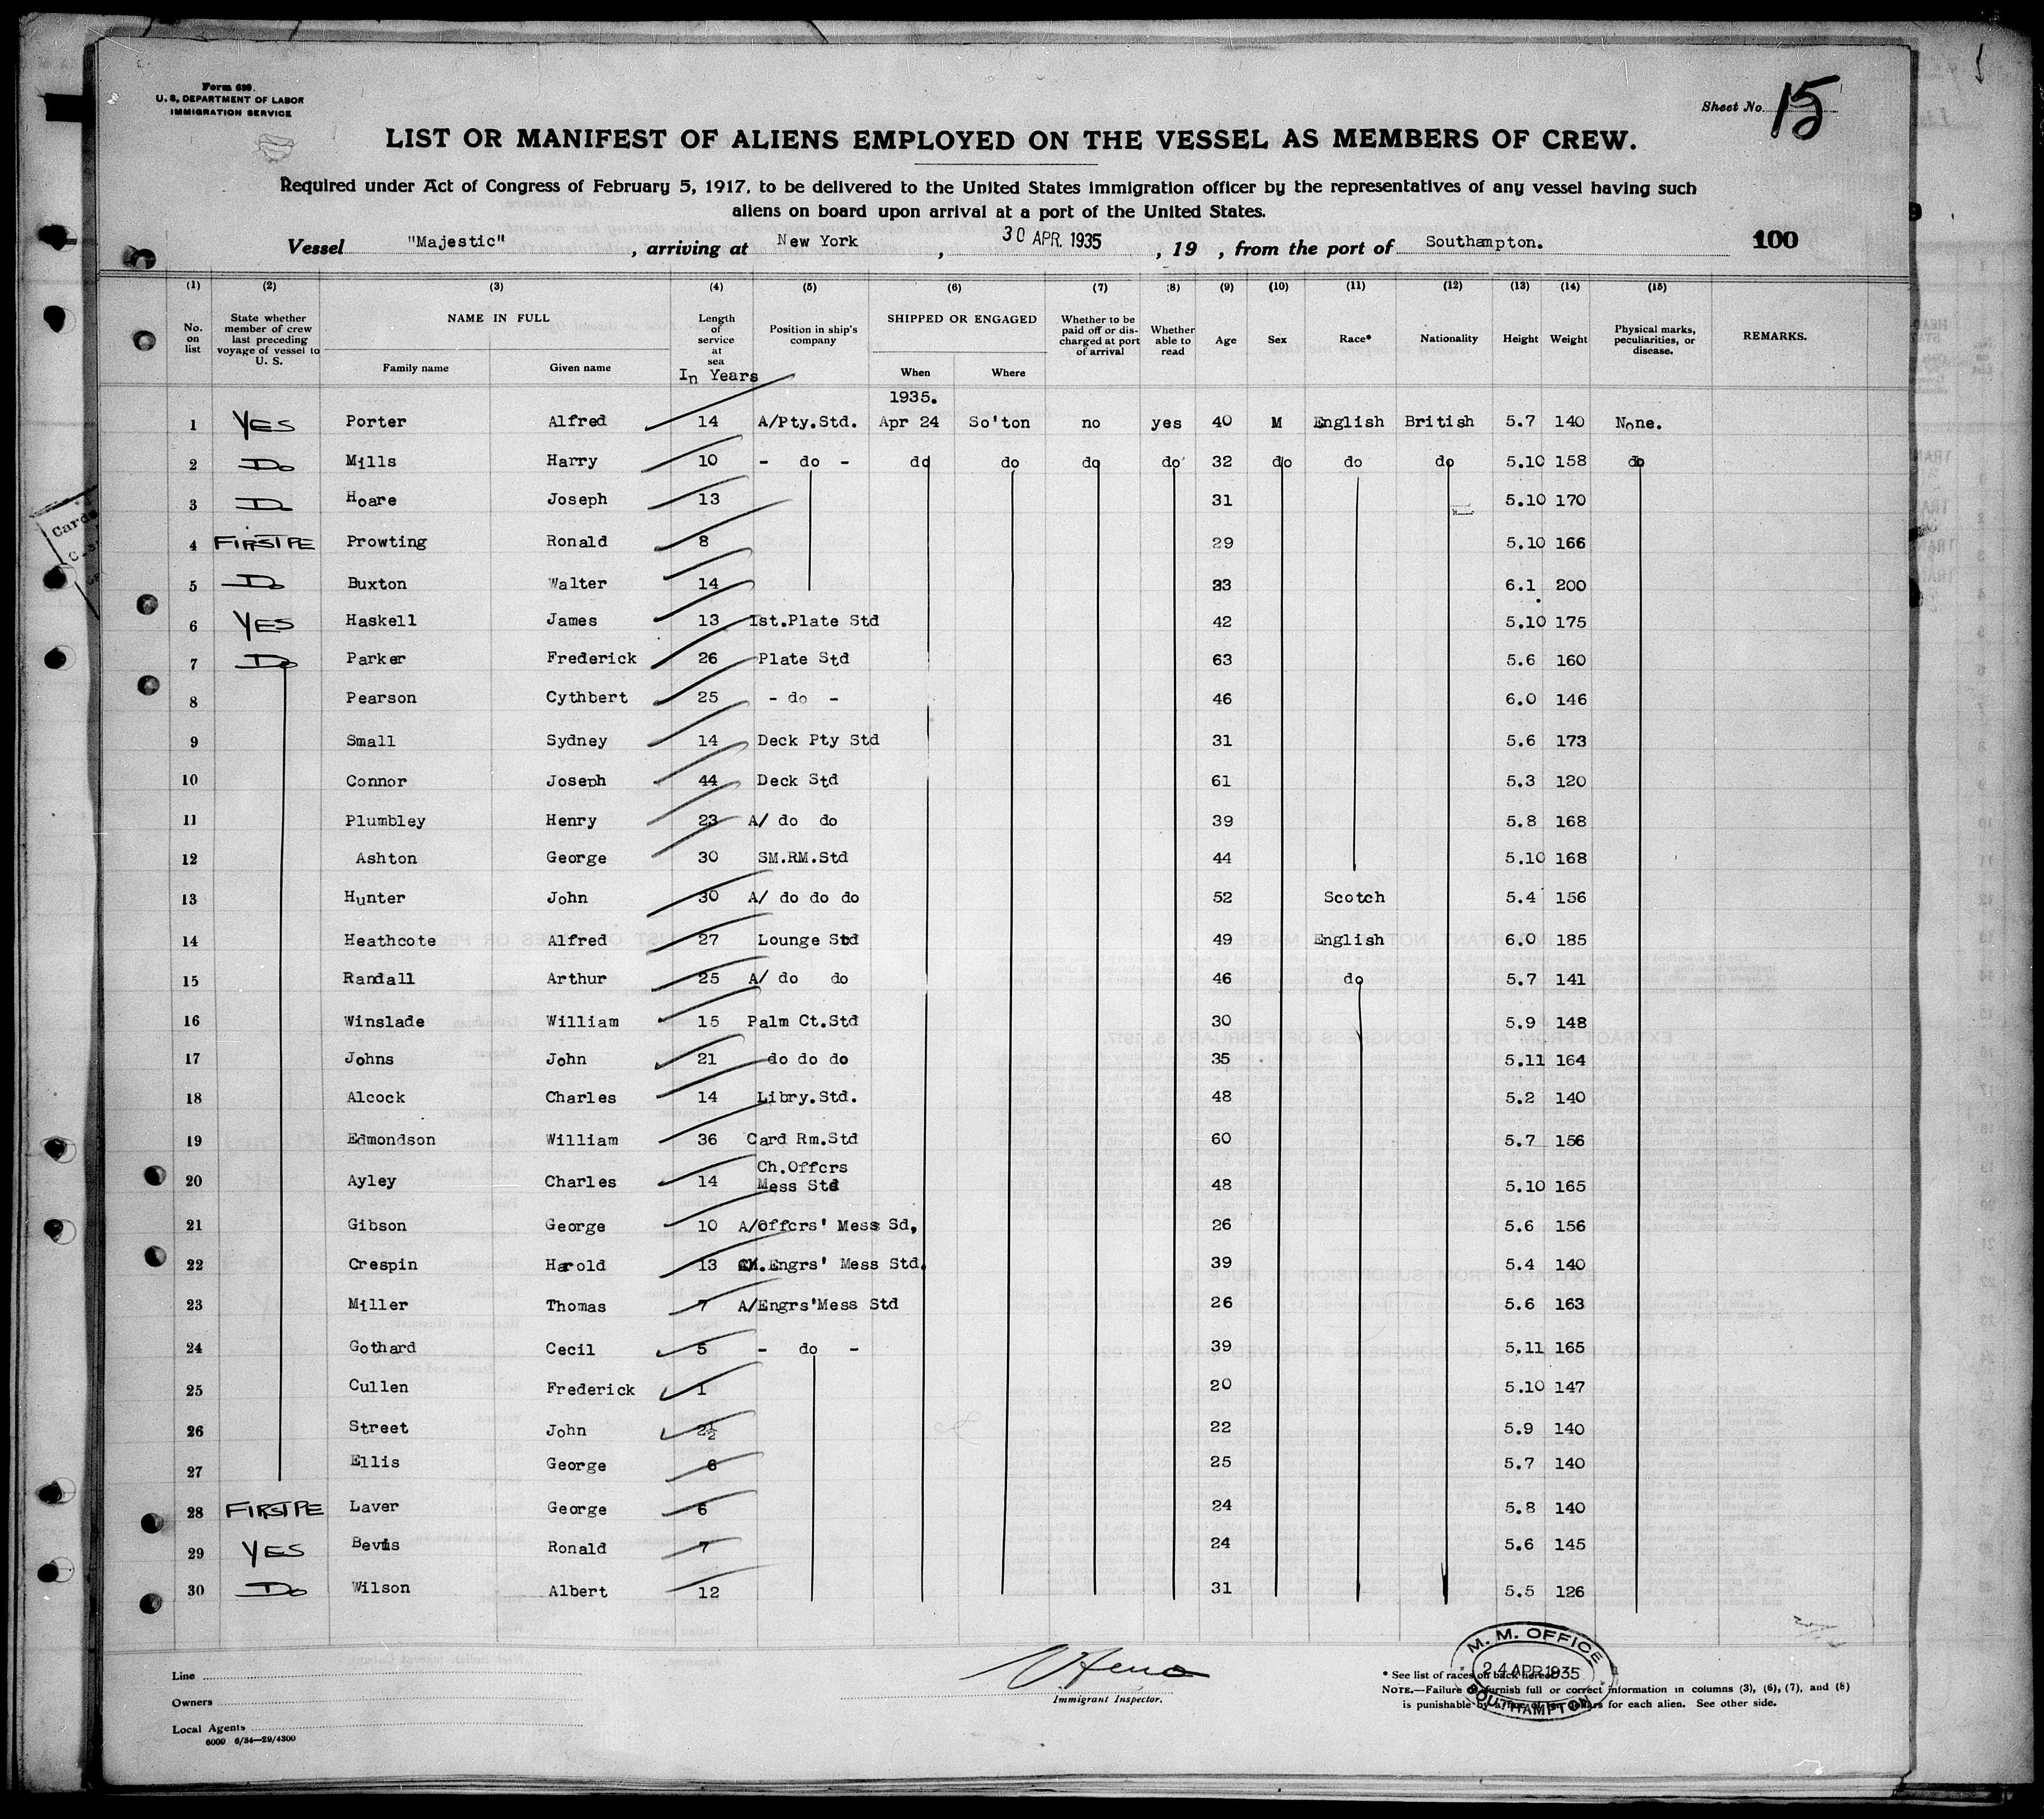 Form 680.
U. S. DEPARTMENT OF LABOR
IMMIGRATION SERVICE
Sheet No. 15
LIST OR MANIFEST OF ALIENS EMPLOYED ON THE VESSEL AS MEMBERS OF CREW.
Required under Act of Congress of February 5, 1917, to be delivered to the United States immigration officer by the representatives of any vessel having such
aliens on board upon arrival at a port of the United States.
Vessel "Majestic" , arriving at New York , 30 APR. 1935 , 19 , from the port of Southampton. 100
(1) (2) (3) (4) (5) (6) (7) (8) (9) (10) (11) (12) (13) (14) (15)
No. on list State whether member of crew last preceding voyage of vessel to U. S. NAME IN FULL Family name Given name Length of service at sea In Years Position in ship's company SHIPPED OR ENGAGED When Where Whether to be paid off or discharged at port of arrival Whether able to read Age Sex Race* Nationality Height Weight Physical marks, peculiarities, or disease. REMARKS.
1935.
1 YES Porter Alfred 14 A/Pty.Std. Apr 24 So'ton no yes 40 M English British 5.7 140 None.
2 Do Mills Harry 10 - do - do do do do 32 do do do 5.10 158 do
3 Do Hoare Joseph 13 31 5.10 170
4 FIRSTPE Prowting Ronald 8 29 5.10 166
5 Do Buxton Walter 14 33 6.1 200
6 YES Haskell James 13 1st.Plate Std 42 5.10 175
7 Do Parker Frederick 26 Plate Std 63 5.6 160
8 Pearson Cythbert 25 - do - 46 6.0 146
9 Small Sydney 14 Deck Pty Std 31 5.6 173
10 Connor Joseph 44 Deck Std 61 5.3 120
11 Plumbley Henry 23 A/ do do 39 5.8 168
12 Ashton George 30 SM.RM.Std 44 5.10 168
13 Hunter John 30 A/ do do do 52 Scotch 5.4 156
14 Heathcote Alfred 27 Lounge Std 49 English 6.0 185
15 Randall Arthur 25 A/ do do 46 do 5.7 141
16 Winslade William 15 Palm Ct.Std 30 5.9 148
17 Johns John 21 do do do 35 5.11 164
18 Alcock Charles 14 Libry.Std. 48 5.2 140
19 Edmondson William 36 Card Rm.Std 60 5.7 156
20 Ayley Charles 14 Ch.Offcrs Mess Std 48 5.10 165
21 Gibson George 10 A/Offcrs' Mess Sd, 26 5.6 156
22 Crespin Harold 13 CH.Engrs' Mess Std. 39 5.4 140
23 Miller Thomas 7 A/Engrs'Mess Std 26 5.6 163
24 Gothard Cecil 5 - do - 39 5.11 165
25 Cullen Frederick 1 20 5.10 147
26 Street John 2½ 22 5.9 140
27 Ellis George 6 25 5.7 140
28 FIRSTPE Laver George 6 24 5.8 140
29 YES Bevis Ronald 7 24 5.6 145
30 Do Wilson Albert 12 31 5.5 126
Line
Owners
Local Agents
6000 6/34—29/4300
Immigrant Inspector.
M. M. OFFICE
24 APR 1935
SOUTHAMPTON
* See list of races on back hereof.
NOTE.—Failure to furnish full or correct information in columns (3), (6), (7), and (8)
is punishable by a fine of ten dollars for each alien. See other side.